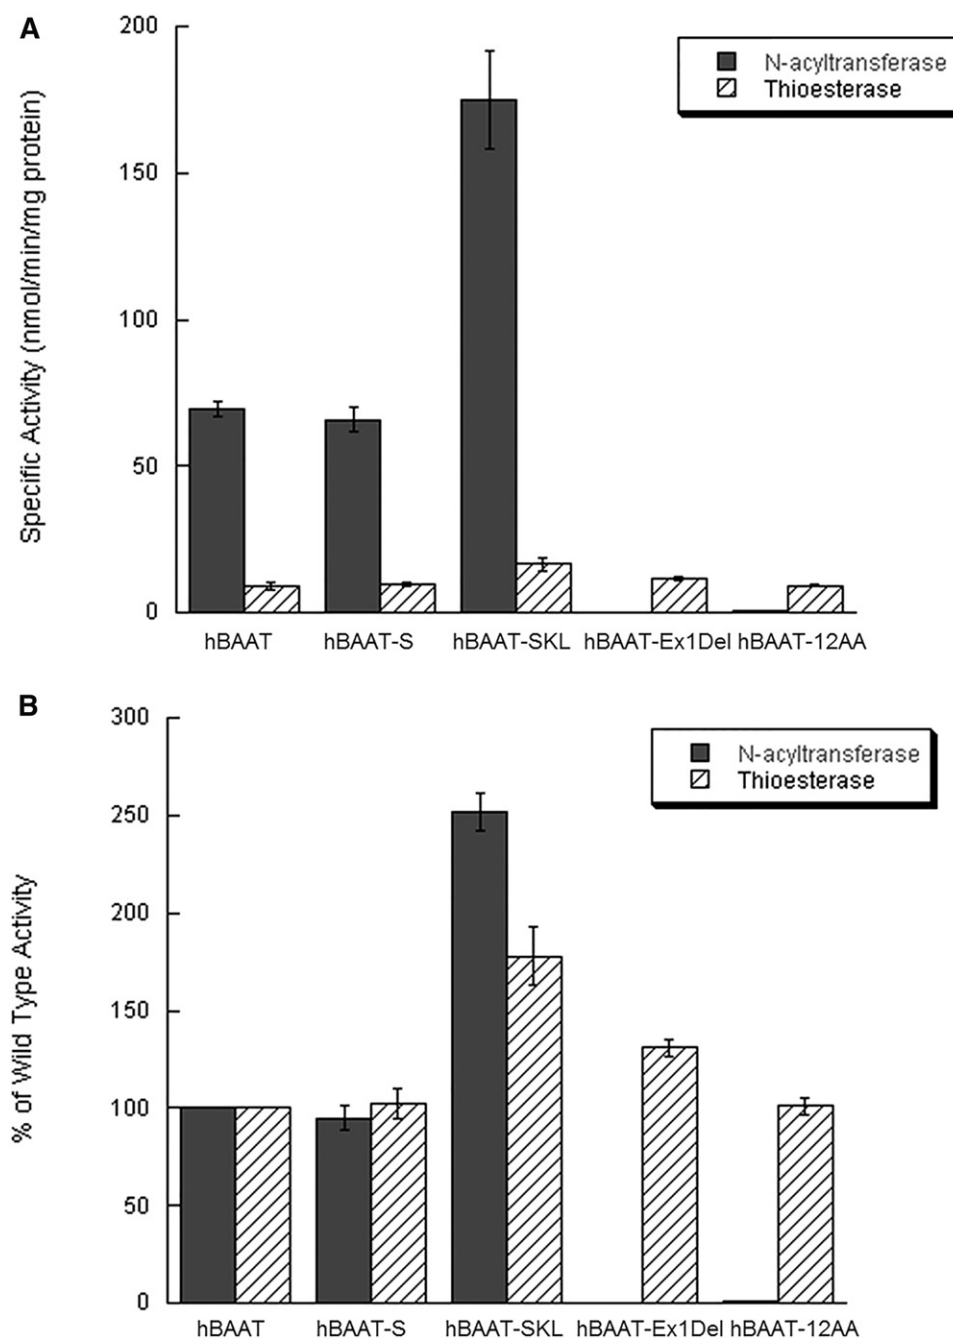 A
Specific Activity (nmol/min/mg protein)
200
150
100
50
0
N-acyltransferase
Thioesterase
hBAAT hBAAT-S hBAAT-SKL hBAAT-Ex1Del hBAAT-12AA
B
% of Wild Type Activity
300
250
200
150
100
50
0
N-acyltransferase
Thioesterase
hBAAT hBAAT-S hBAAT-SKL hBAAT-Ex1Del hBAAT-12AA